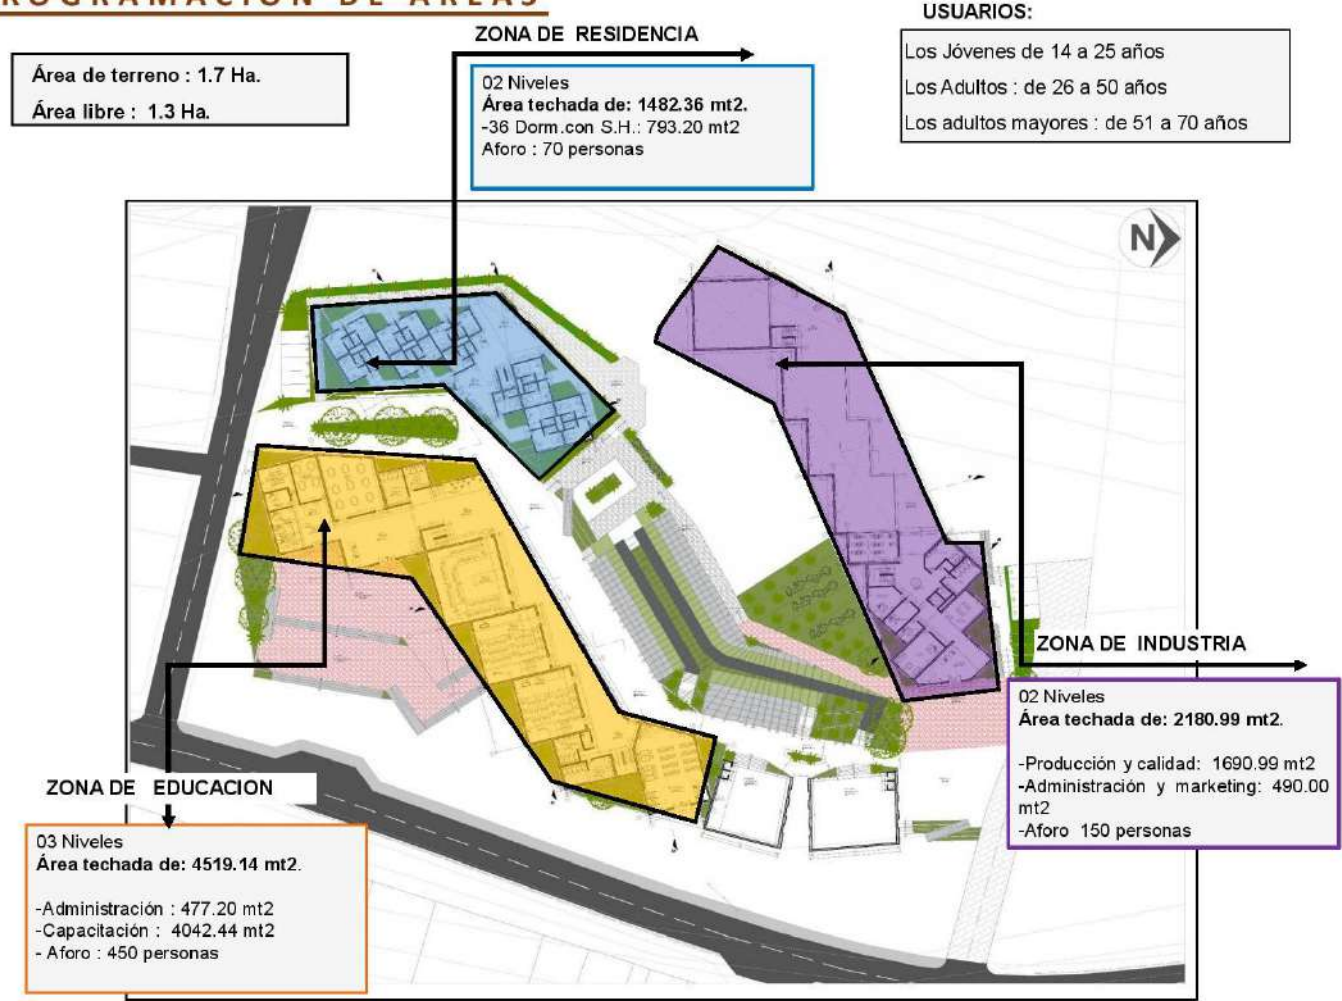 ROGRAMACION DE AREAS
USUARIOS:
Los Jóvenes de 14 a 25 años
Los Adultos : de 26 a 50 años
Los adultos mayores : de 51 a 70 años
Área de terreno : 1.7 Ha.
Área libre : 1.3 Ha.
ZONA DE RESIDENCIA
02 Niveles
Área techada de: 1482.36 mt2.
-36 Dorm.con S.H.: 793.20 mt2
Aforo : 70 personas
N
ZONA DE INDUSTRIA
02 Niveles
Área techada de: 2180.99 mt2.
-Producción y calidad: 1690.99 mt2
-Administración y marketing: 490.00
mt2
-Aforo 150 personas
ZONA DE EDUCACION
03 Niveles
Área techada de: 4519.14 mt2.
-Administración : 477.20 mt2
-Capacitación : 4042.44 mt2
- Aforo : 450 personas